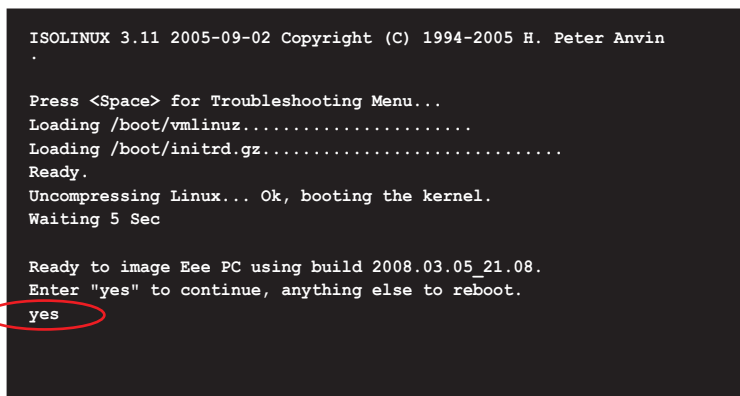 ISOLINUX 3.11 2005-09-02 Copyright (C) 1994-2005 H. Peter Anvin
.
Press <Space> for Troubleshooting Menu...
Loading /boot/vmlinuz.......................
Loading /boot/initrd.gz..............................
Ready.
Uncompressing Linux... Ok, booting the kernel.
Waiting 5 Sec
Ready to image Eee PC using build 2008.03.05_21.08.
Enter "yes" to continue, anything else to reboot.
yes